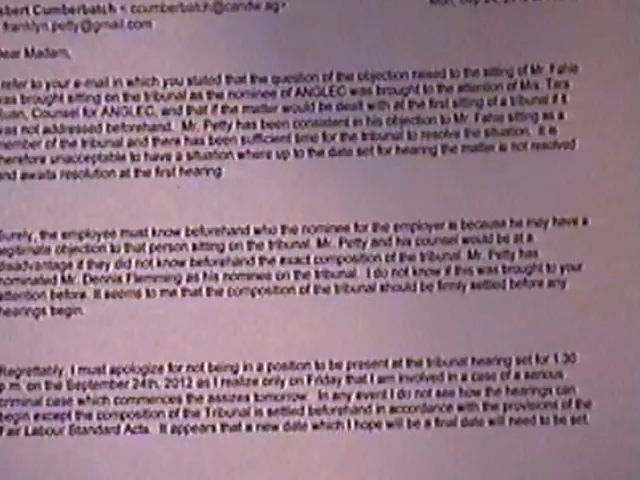 Cumberbatch < ccumberbatch@candw.ag>
franklyn.petty@gmail.com
Dear Madam,
I refer to your e-mail in which you stated that the question of the objection raised to the sitting of Mr. Fahie
was brought sitting on the tribunal as the nominee of ANGLEC was brought to the attention of Mrs. Tara
Ruan, Counsel for ANGLEC, and that if the matter would be dealt with at the first sitting of a tribunal if it
was not addressed beforehand. Mr. Petty has been consistent in his objection to Mr. Fahie sitting as a
member of the tribunal and there has been sufficient time for the tribunal to resolve the situation. It is
therefore unacceptable to have a situation where up to the date set for hearing the matter is not resolved
and awaits resolution at the first hearing.
Surely, the employee must know beforehand who the nominee for the employer is because he may have a
legitimate objection to that person sitting on the tribunal. Mr. Petty and his counsel would be at a
disadvantage if they did not know beforehand the exact composition of the tribunal. Mr. Petty has
nominated Mr. Dennis Flemming as his nominee on the tribunal. I do not know if this was brought to your
attention before. It seems to me that the composition of the tribunal should be firmly settled before any
hearings begin.
Regrettably, I must apologize for not being in a position to be present at the tribunal hearing set for 1:30
p.m. on the September 24th, 2012 as I realize only on Friday that I am involved in a case of a serious
criminal case which commences the assizes tomorrow. In any event I do not see how the hearings can
begin except the composition of the Tribunal is settled beforehand in accordance with the provisions of the
Fair Labour Standard Acts. It appears that a new date which I hope will be a final date will need to be set.